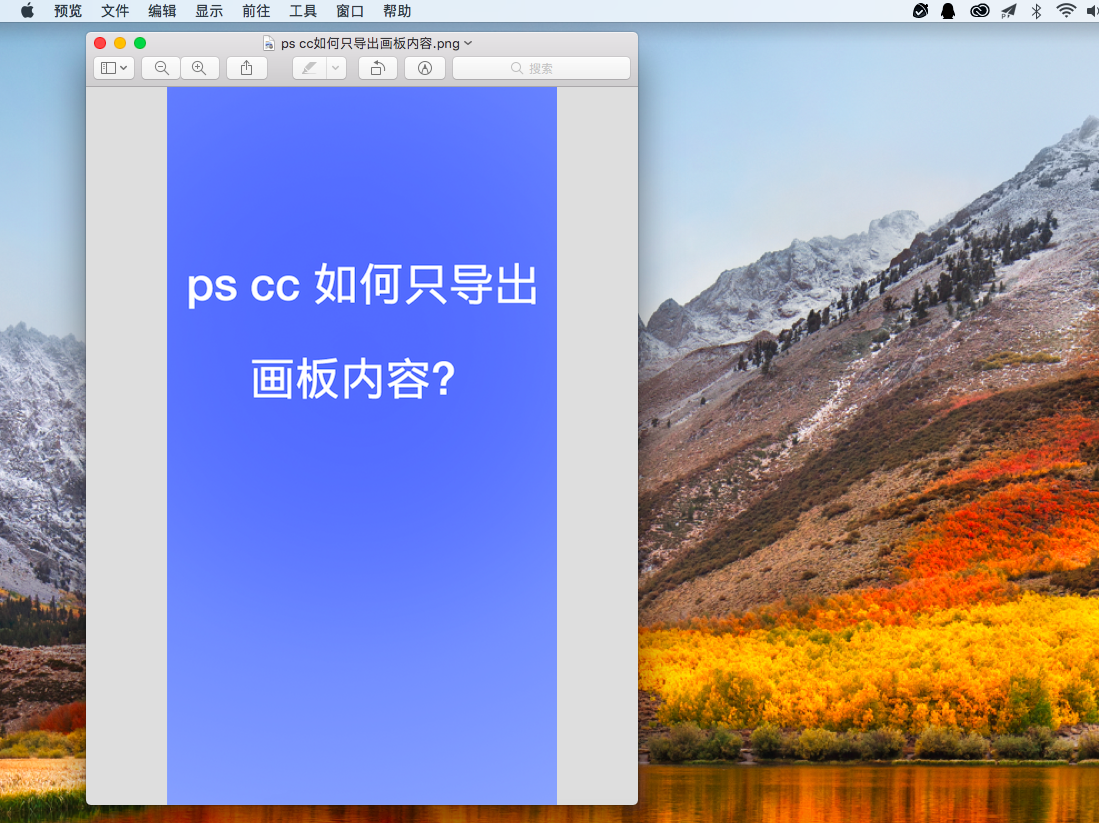 预览 文件 编辑 显示 前往 工具 窗口 帮助
ps cc如何只导出画板内容.png
搜索
ps cc 如何只导出
画板内容?